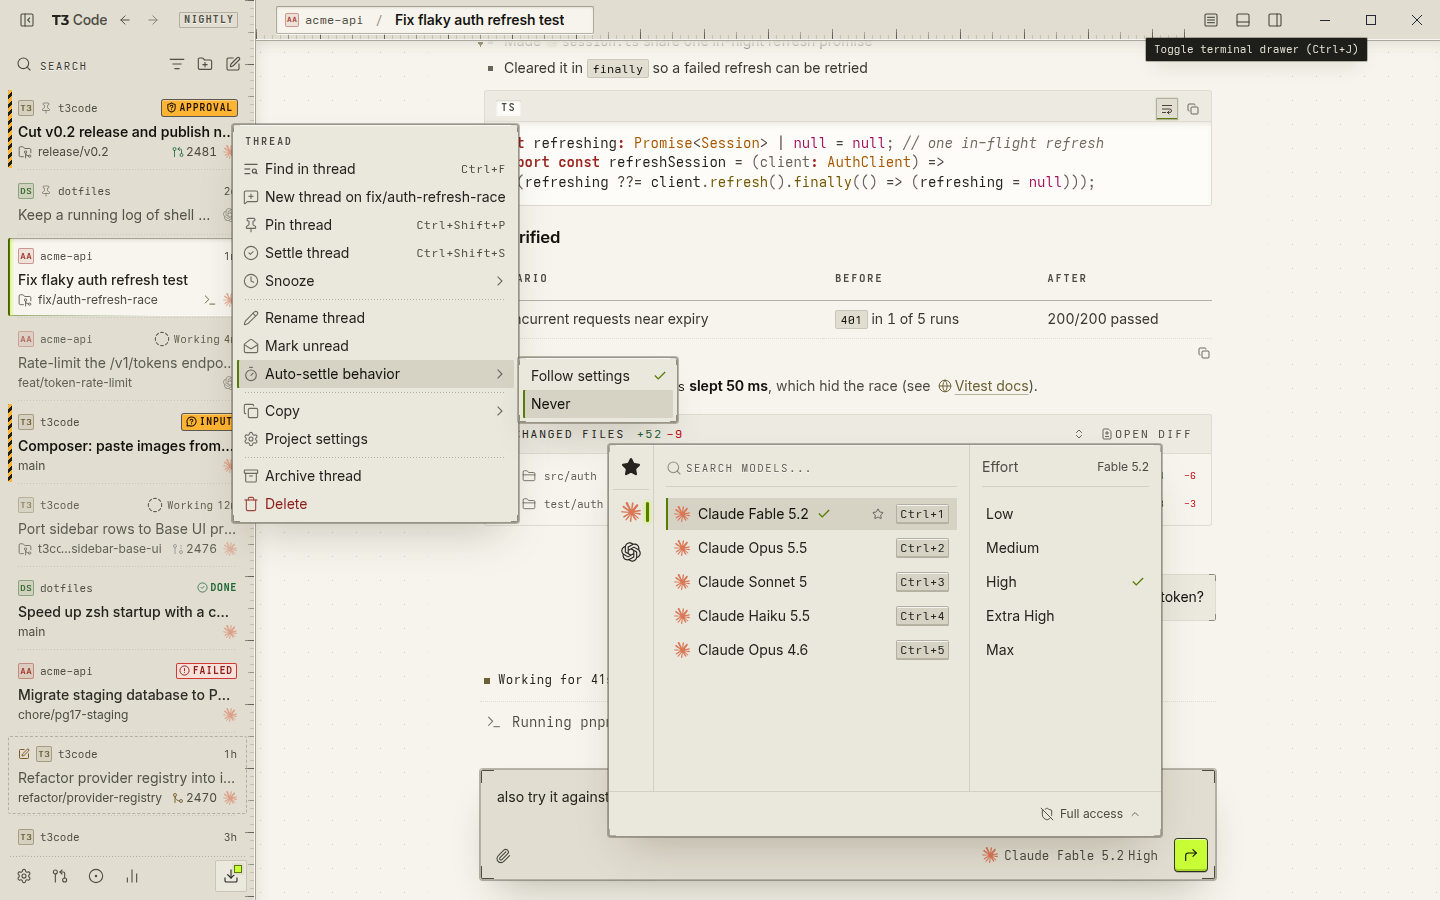 T3 Code
NIGHTLY
AA acme-api / Fix flaky auth refresh test
Toggle terminal drawer (Ctrl+J)
SEARCH
T3 t3code
APPROVAL
Cut v0.2 release and publish n...
release/v0.2
2481
DS dotfiles
Keep a running log of shell ...
AA acme-api
Fix flaky auth refresh test
fix/auth-refresh-race
AA acme-api
Working
Rate-limit the /v1/tokens endpo...
feat/token-rate-limit
T3 t3code
INPUT
Composer: paste images from...
main
T3 t3code
Working 12m
Port sidebar rows to Base UI pr...
t3cc...sidebar-base-ui
2476
DS dotfiles
DONE
Speed up zsh startup with a c...
main
AA acme-api
FAILED
Migrate staging database to P...
chore/pg17-staging
T3 t3code
1h
Refactor provider registry into i...
refactor/provider-registry
2470
T3 t3code
3h
THREAD
Find in thread Ctrl+F
New thread on fix/auth-refresh-race
Pin thread Ctrl+Shift+P
Settle thread Ctrl+Shift+S
Snooze
Rename thread
Mark unread
Auto-settle behavior
Copy
Project settings
Archive thread
Delete
Follow settings
Never
Made session.ts share one in-flight refresh promise
Cleared it in finally so a failed refresh can be retried
TS
t refreshing: Promise<Session> | null = null; // one in-flight refresh
port const refreshSession = (client: AuthClient) =>
(refreshing ??= client.refresh().finally(() => (refreshing = null)));
rified
ARIO BEFORE AFTER
current requests near expiry 401 in 1 of 5 runs 200/200 passed
s slept 50 ms, which hid the race (see Vitest docs).
HANGED FILES +52 -9
OPEN DIFF
src/auth
-6
test/auth
-3
token?
Working for 41s
Running pnpm
also try it against
Claude Fable 5.2 High
SEARCH MODELS...
Claude Fable 5.2 Ctrl+1
Claude Opus 5.5 Ctrl+2
Claude Sonnet 5 Ctrl+3
Claude Haiku 5.5 Ctrl+4
Claude Opus 4.6 Ctrl+5
Effort Fable 5.2
Low
Medium
High
Extra High
Max
Full access